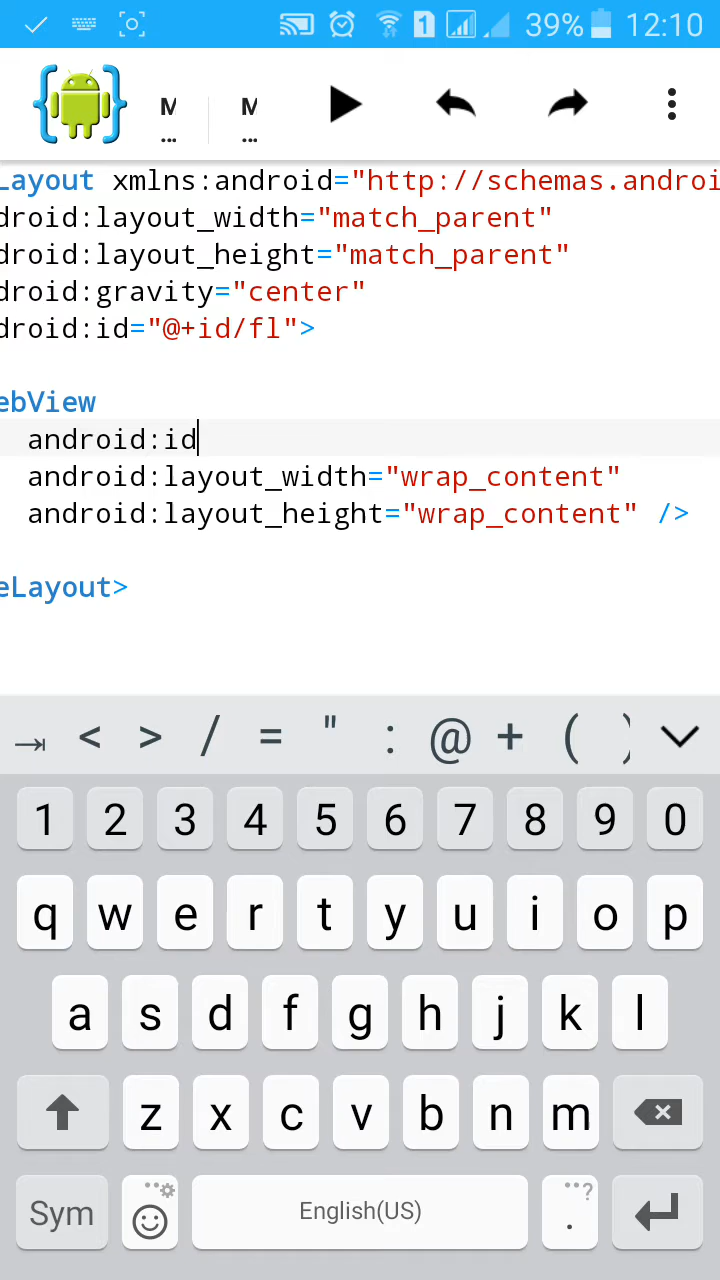 39% 12:10
M
...
M
...
Layout xmlns:android="http://schemas.androi
droid:layout_width="match_parent"
droid:layout_height="match_parent"
droid:gravity="center"
droid:id="@+id/fl">
ebView
android:id
android:layout_width="wrap_content"
android:layout_height="wrap_content" />
eLayout>
< > / = " : @ + ( )
1 2 3 4 5 6 7 8 9 0
q w e r t y u i o p
a s d f g h j k l
z x c v b n m
Sym English(US) . ?